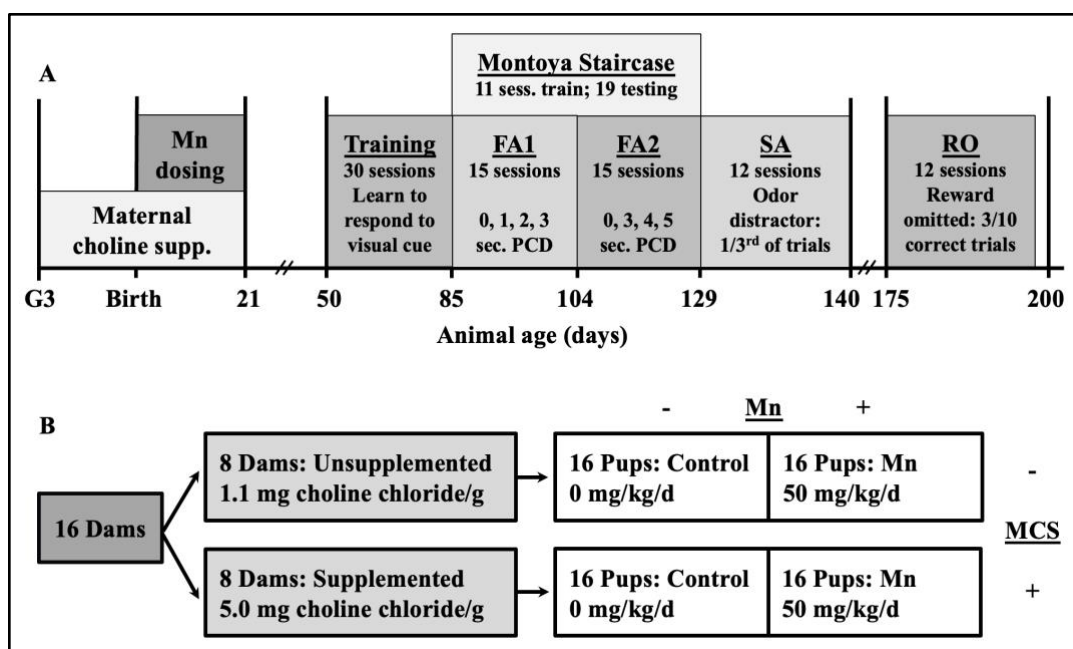 A
Montoya Staircase
11 sess. train; 19 testing
Mn
dosing
Maternal
choline supp.
Training
30 sessions
Learn to
respond to
visual cue
FA1
15 sessions
0, 1, 2, 3
sec. PCD
FA2
15 sessions
0, 3, 4, 5
sec. PCD
SA
12 sessions
Odor
distractor:
1/3rd of trials
RO
12 sessions
Reward
omitted: 3/10
correct trials
G3 Birth 21 // 50 85 104 129 140 // 175 200
Animal age (days)
B
- Mn +
16 Dams
8 Dams: Unsupplemented
1.1 mg choline chloride/g
16 Pups: Control
0 mg/kg/d
16 Pups: Mn
50 mg/kg/d
-
MCS
8 Dams: Supplemented
5.0 mg choline chloride/g
16 Pups: Control
0 mg/kg/d
16 Pups: Mn
50 mg/kg/d
+